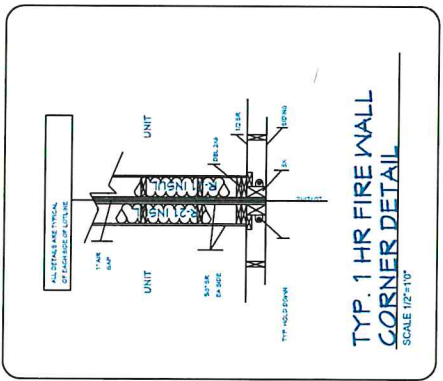 ALL DETAILS ARE TYPICAL
OF EACH SIDE OF LOTLINE
UNIT
UNIT
1" AIR
GAP
R-21 INSUL
INSUL
DBL 2X6
1/2 SR
SIDING
5/8" SR
EA SIDE
TYP. HOLD DOWN
TYP. 1 HR FIRE WALL
CORNER DETAIL
SCALE 1/2"=1'0"